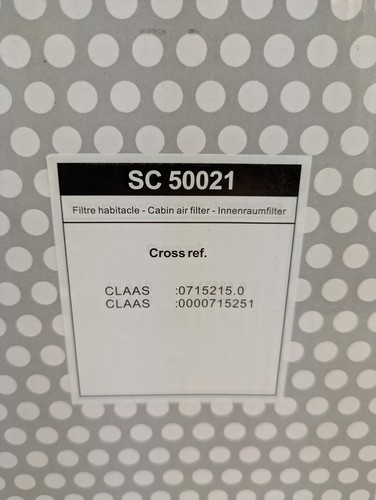 SC 50021
Filtre habitacle - Cabin air filter - Innenraumfilter
Cross ref.
CLAAS :0715215.0
CLAAS :0000715251